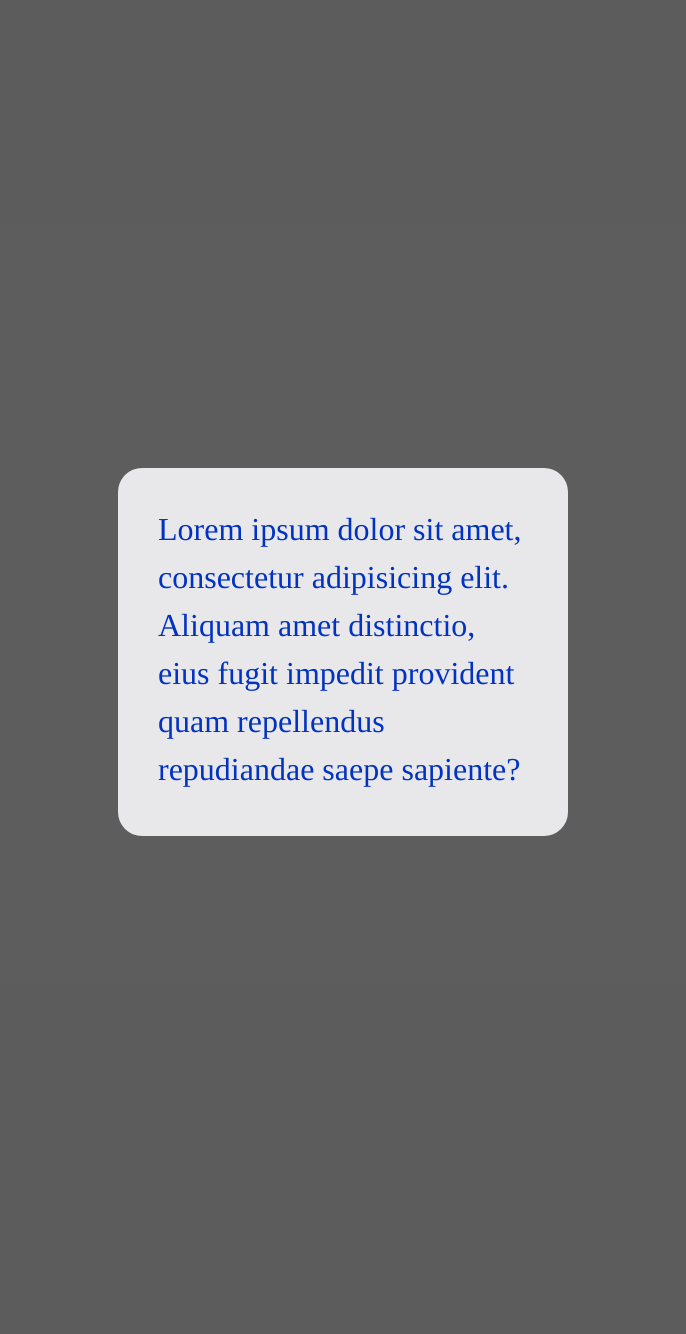 Lorem ipsum dolor sit amet,
consectetur adipisicing elit.
Aliquam amet distinctio,
eius fugit impedit provident
quam repellendus
repudiandae saepe sapiente?